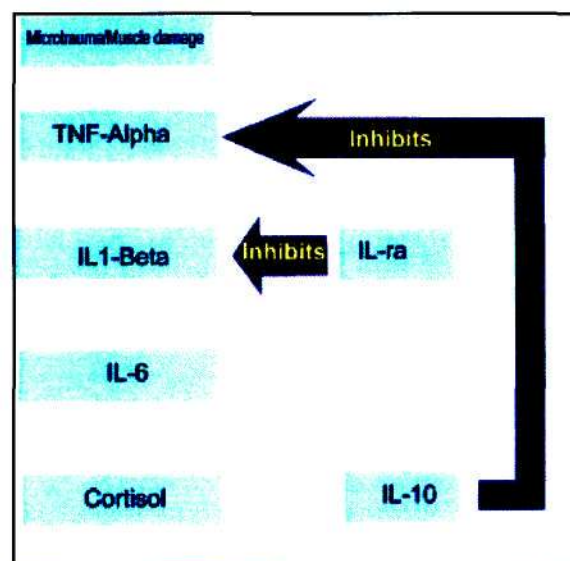 Microtrauma/Muscle damage
TNF-Alpha
Inhibits
IL1-Beta
Inhibits
IL-ra
IL-6
Cortisol
IL-10